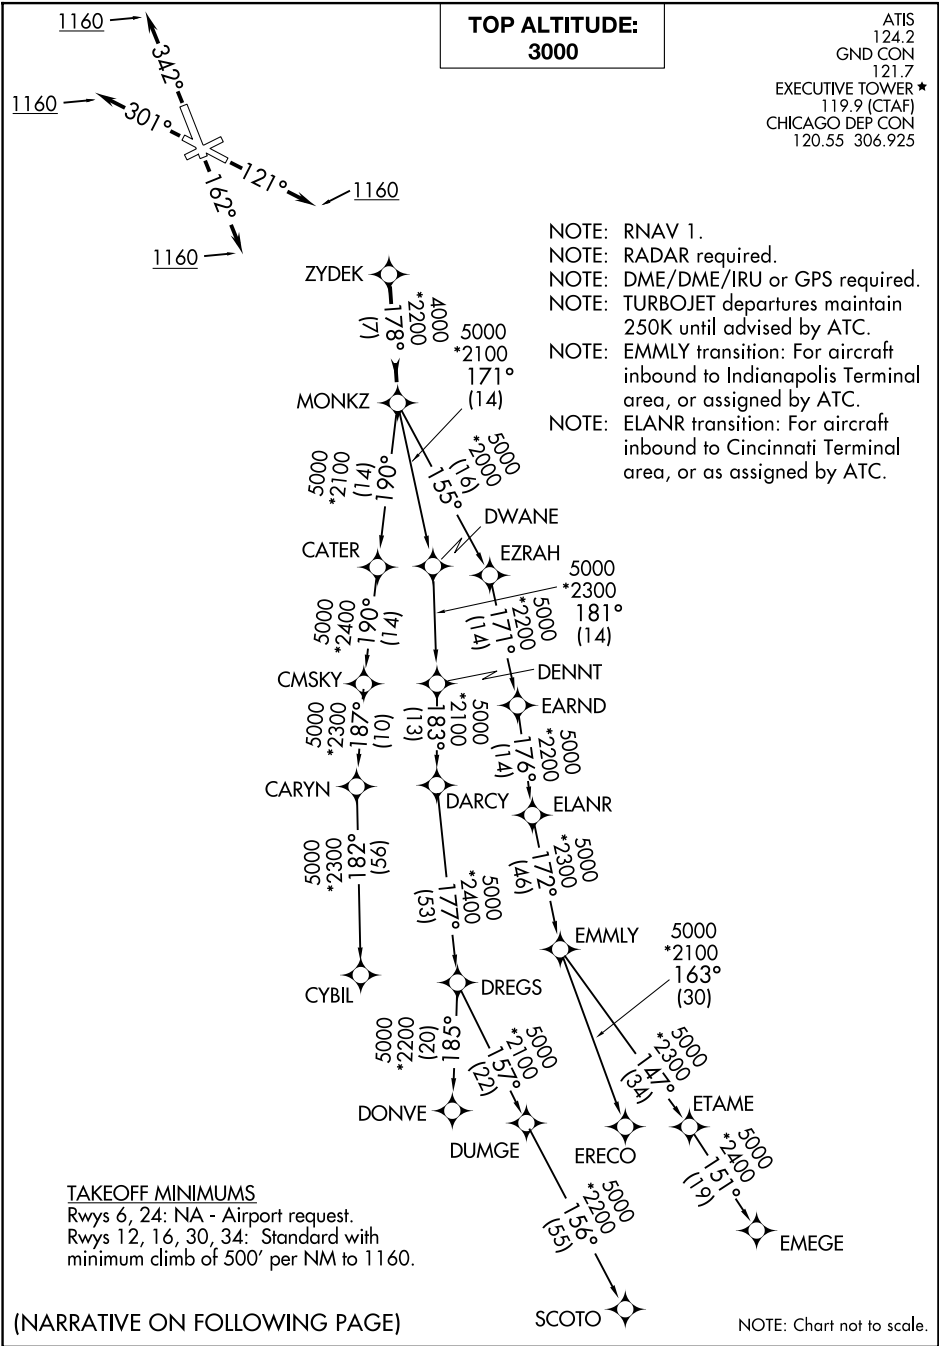 TOP ALTITUDE:
3000
ATIS
124.2
GND CON
121.7
EXECUTIVE TOWER ★
119.9 (CTAF)
CHICAGO DEP CON
120.55 306.925
1160
342°
1160
301°
121°
1160
162°
1160
NOTE: RNAV 1.
NOTE: RADAR required.
NOTE: DME/DME/IRU or GPS required.
NOTE: TURBOJET departures maintain
250K until advised by ATC.
NOTE: EMMLY transition: For aircraft
inbound to Indianapolis Terminal
area, or assigned by ATC.
NOTE: ELANR transition: For aircraft
inbound to Cincinnati Terminal
area, or as assigned by ATC.
ZYDEK
4000
*2200
178°
(7)
5000
*2100
171°
(14)
MONKZ
5000
*2100
(14)
190°
5000
*2000
(16)
155°
DWANE
CATER
EZRAH
5000
*2300
181°
(14)
5000
*2400
190°
(14)
5000
*2200
171°
(14)
CMSKY
DENNT
EARND
5000
*2300
187°
(10)
5000
*2100
183°
(13)
5000
*2200
176°
(14)
CARYN
DARCY
ELANR
5000
*2300
182°
(56)
5000
*2400
177°
(53)
5000
*2300
172°
(46)
EMMLY
5000
*2100
163°
(30)
CYBIL
DREGS
5000
*2200
(20)
185°
5000
*2100
157°
(22)
5000
*2300
147°
(34)
DONVE
DUMGE
ERECO
ETAME
5000
*2400
151°
(19)
5000
*2200
156°
(55)
EMEGE
SCOTO
TAKEOFF MINIMUMS
Rwys 6, 24: NA - Airport request.
Rwys 12, 16, 30, 34: Standard with
minimum climb of 500' per NM to 1160.
(NARRATIVE ON FOLLOWING PAGE)
NOTE: Chart not to scale.